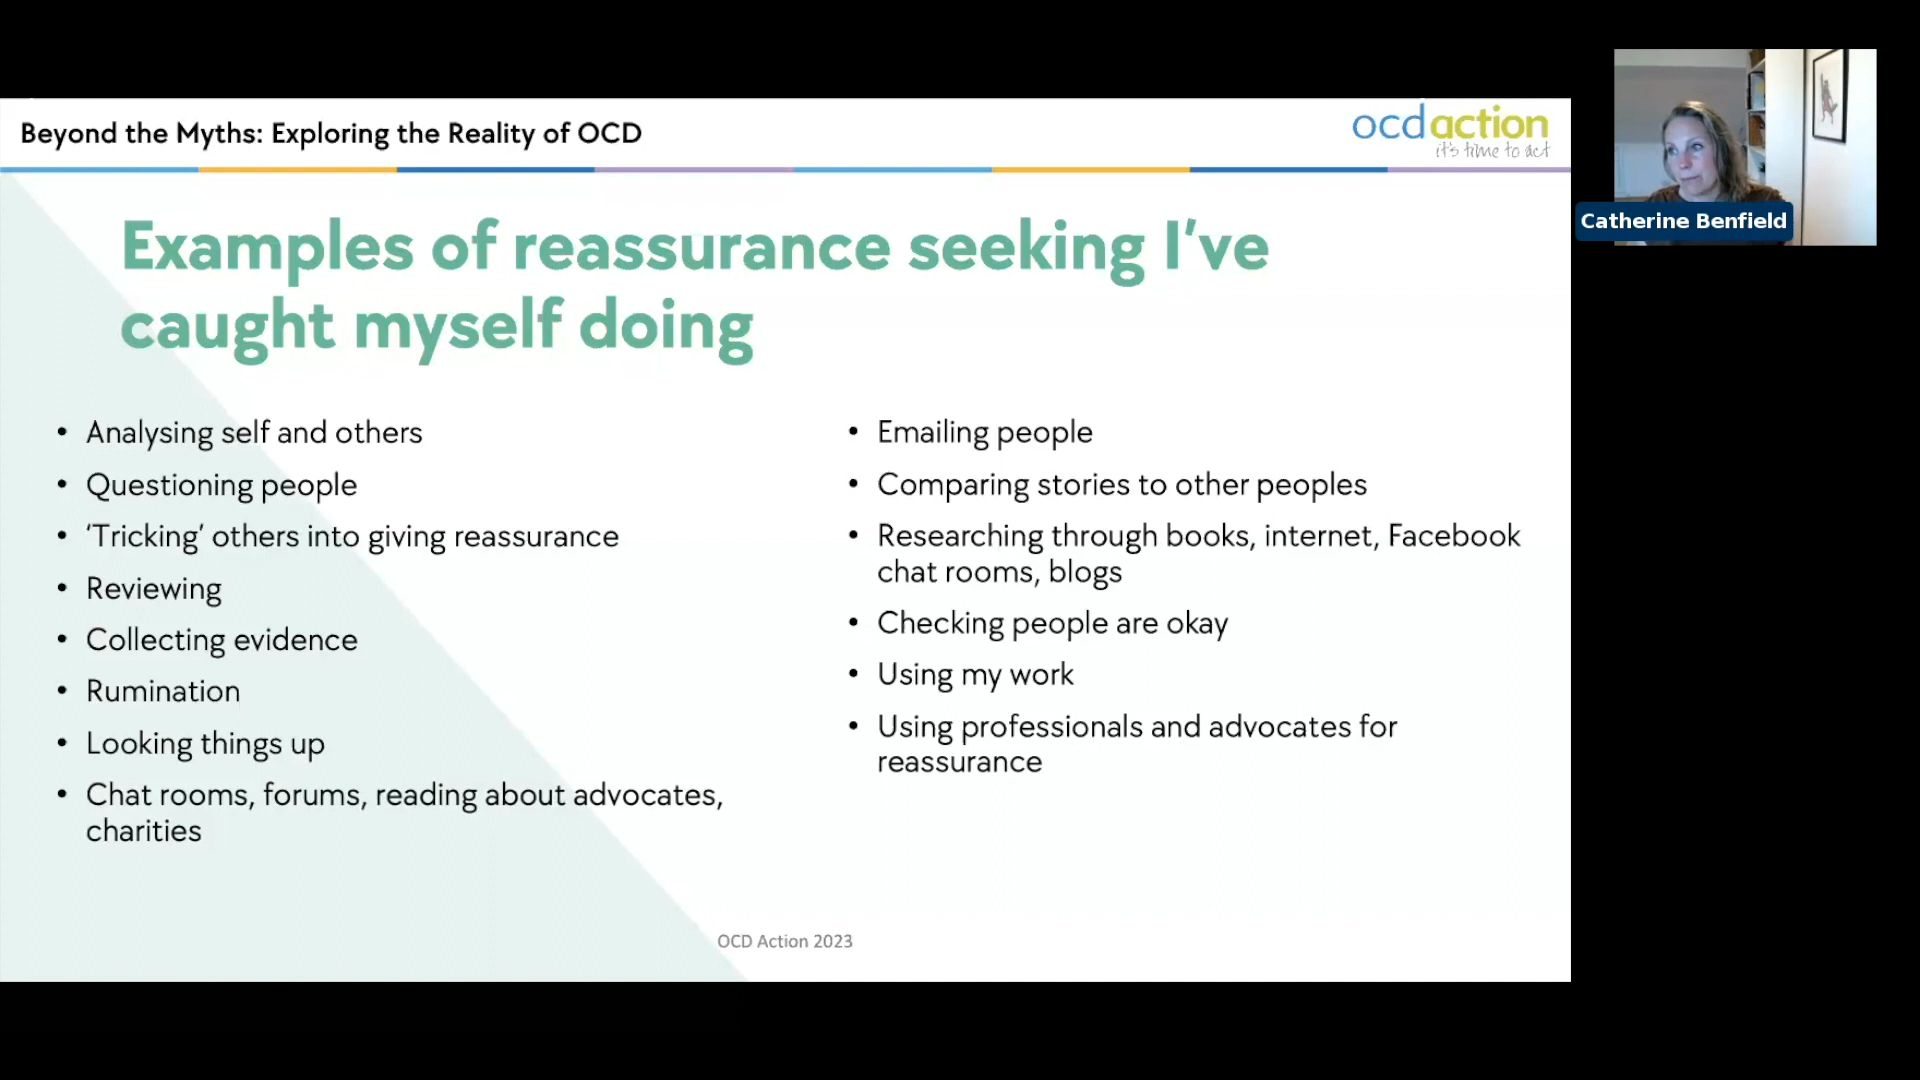 Beyond the Myths: Exploring the Reality of OCD
ocdaction
it's time to act
Catherine Benfield
Examples of reassurance seeking I've
caught myself doing
• Analysing self and others
• Questioning people
• ‘Tricking’ others into giving reassurance
• Reviewing
• Collecting evidence
• Rumination
• Looking things up
• Chat rooms, forums, reading about advocates,
charities
• Emailing people
• Comparing stories to other peoples
• Researching through books, internet, Facebook
chat rooms, blogs
• Checking people are okay
• Using my work
• Using professionals and advocates for
reassurance
OCD Action 2023